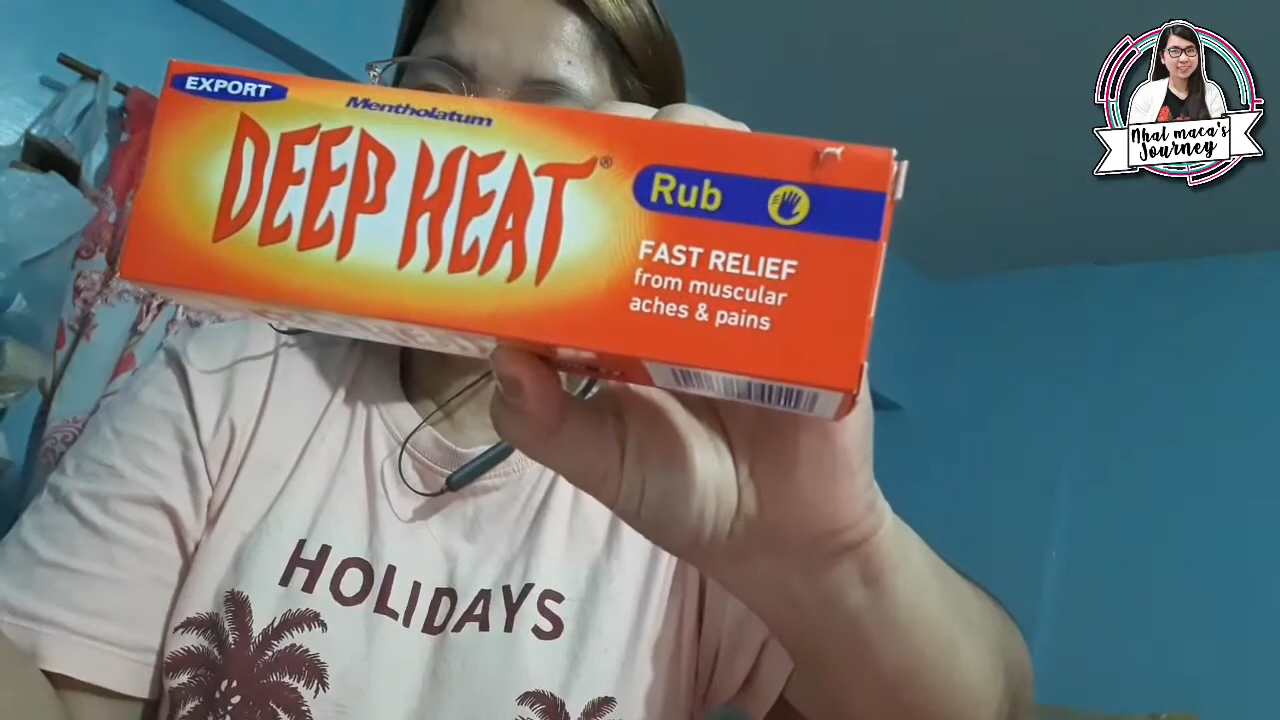 EXPORT
Mentholatum
DEEP HEAT®
Rub
FAST RELIEF
from muscular
aches & pains
HOLIDAYS
Nhal maca's
Journey